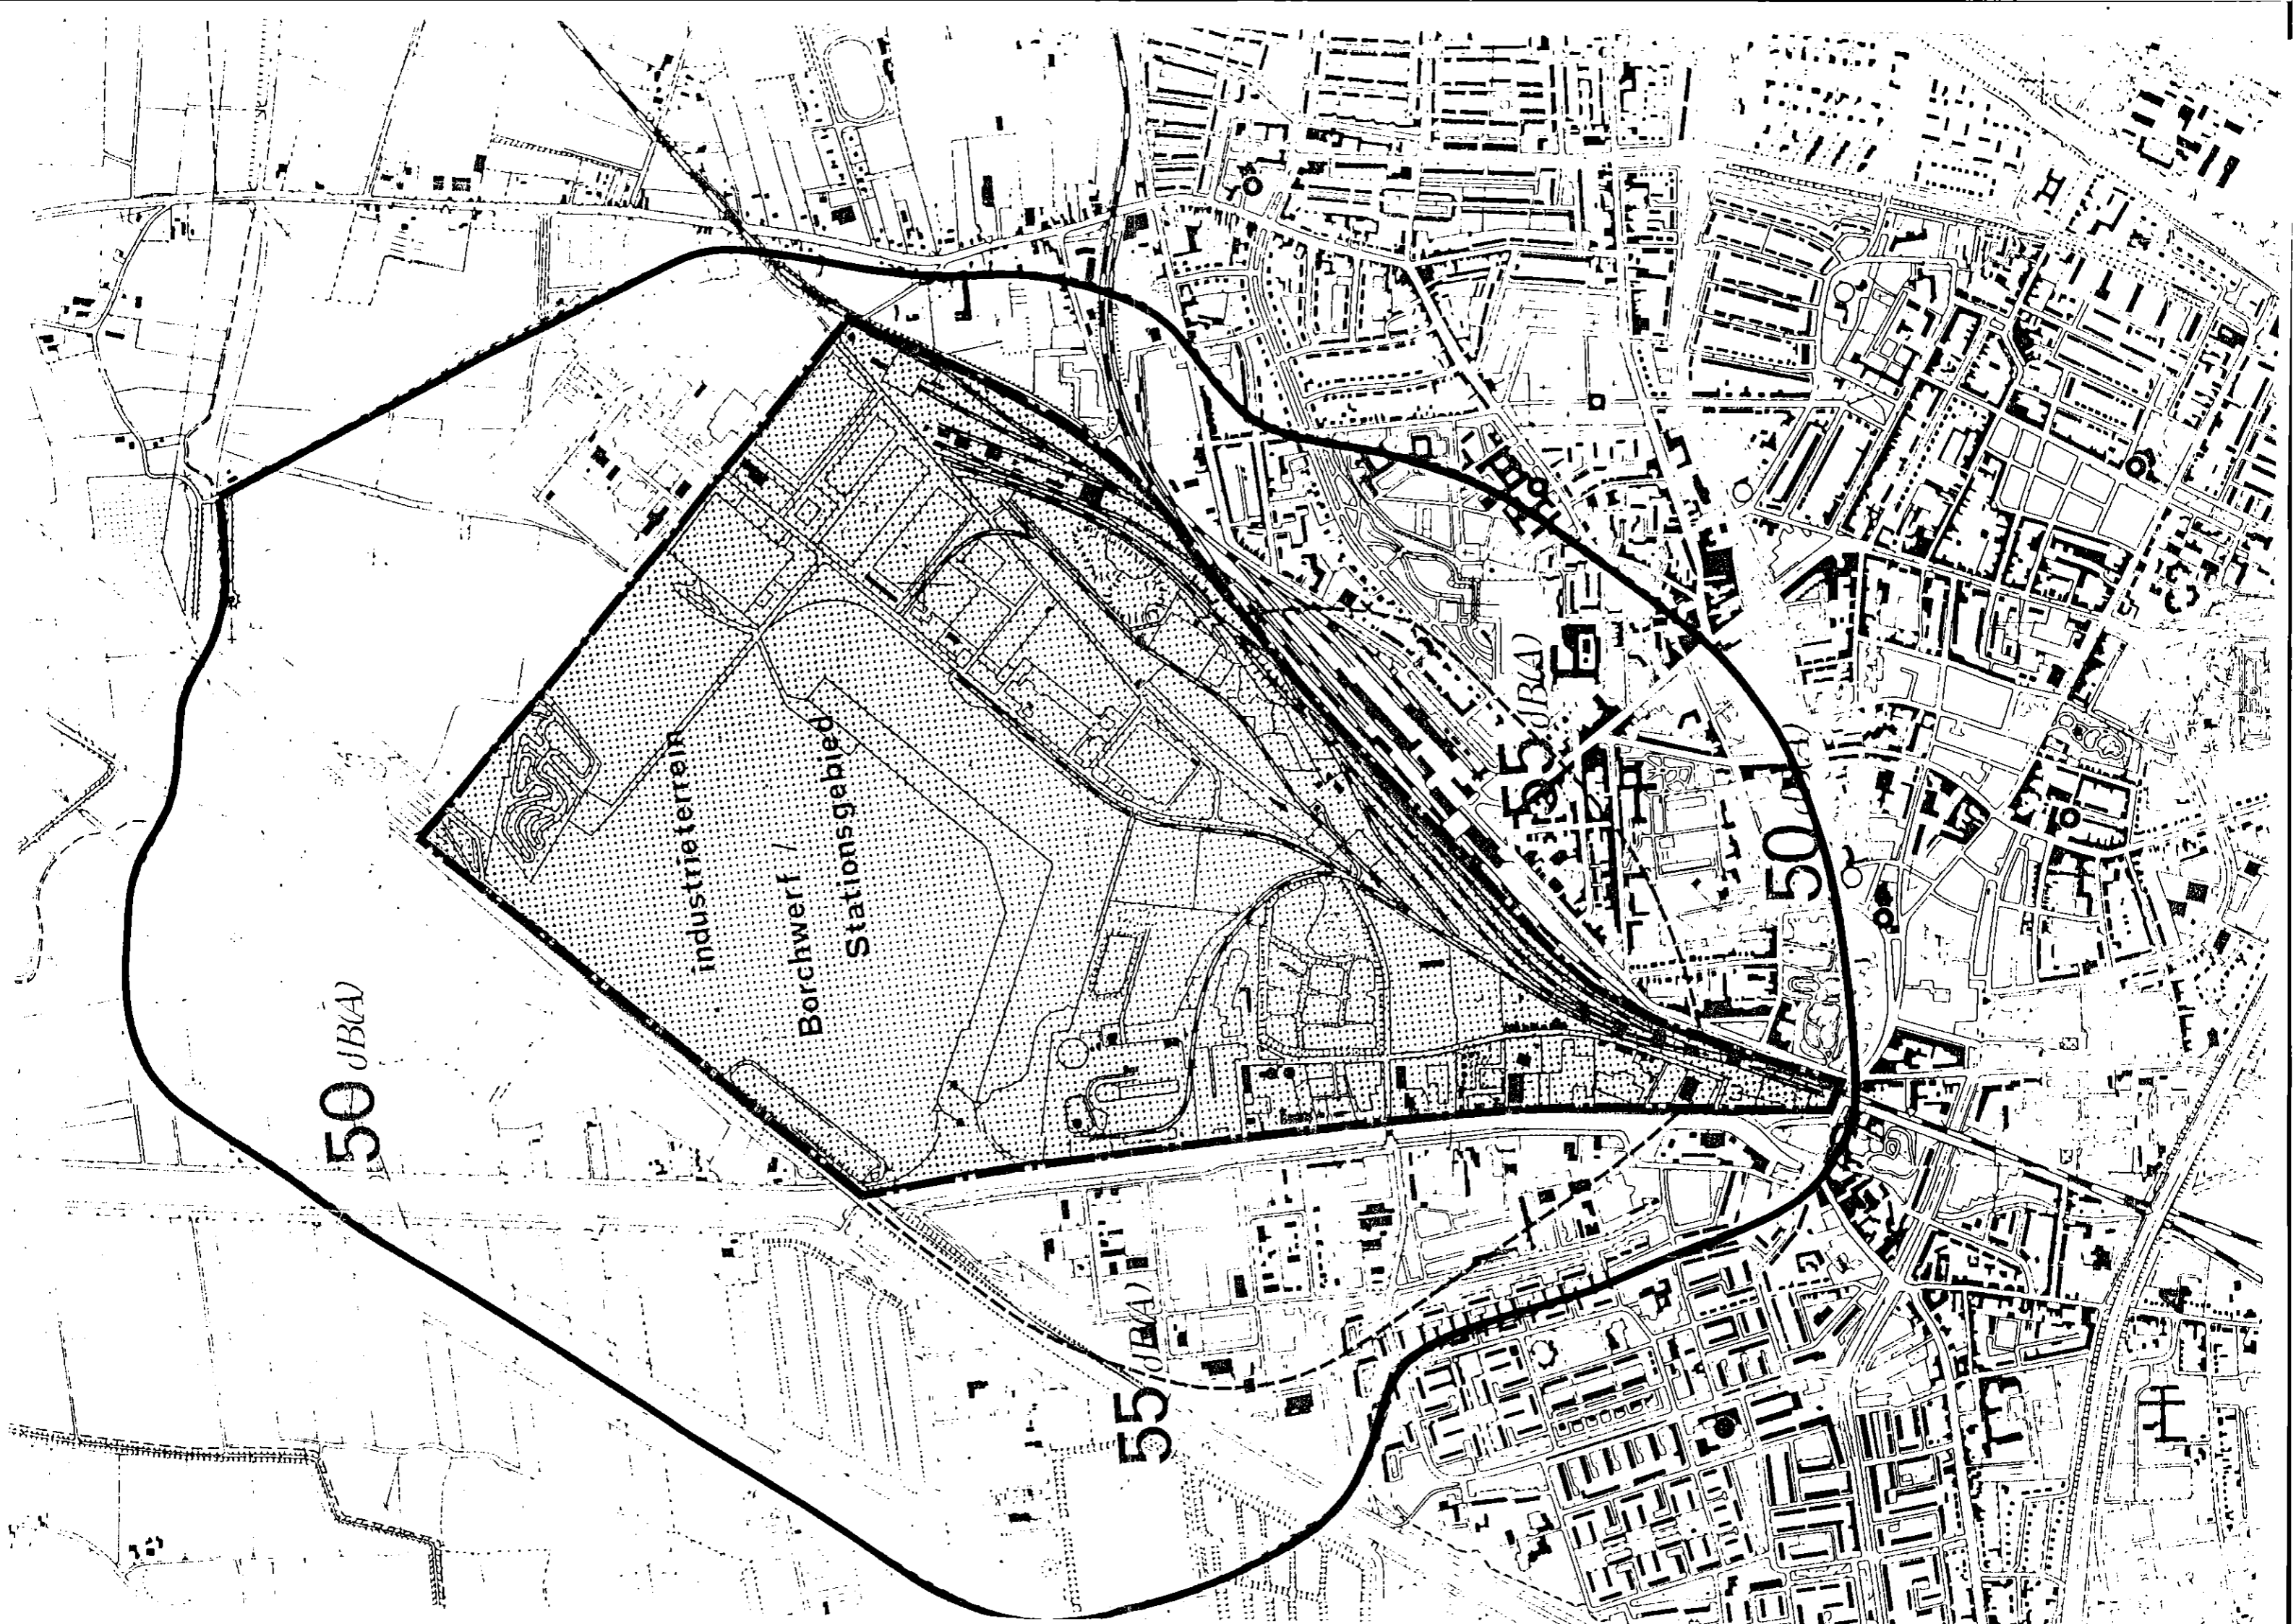 industrieterrein
Borchwerf /
Stationsgebied
50 dB(A)
55 dB(A)
50 dB(A)
55 dB(A)